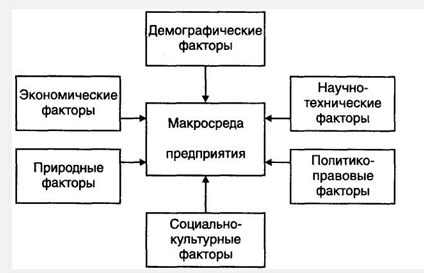 Демографические
факторы
Экономические
факторы
Научно-
технические
факторы
Макросреда
предприятия
Природные
факторы
Политико-
правовые
факторы
Социально-
культурные
факторы